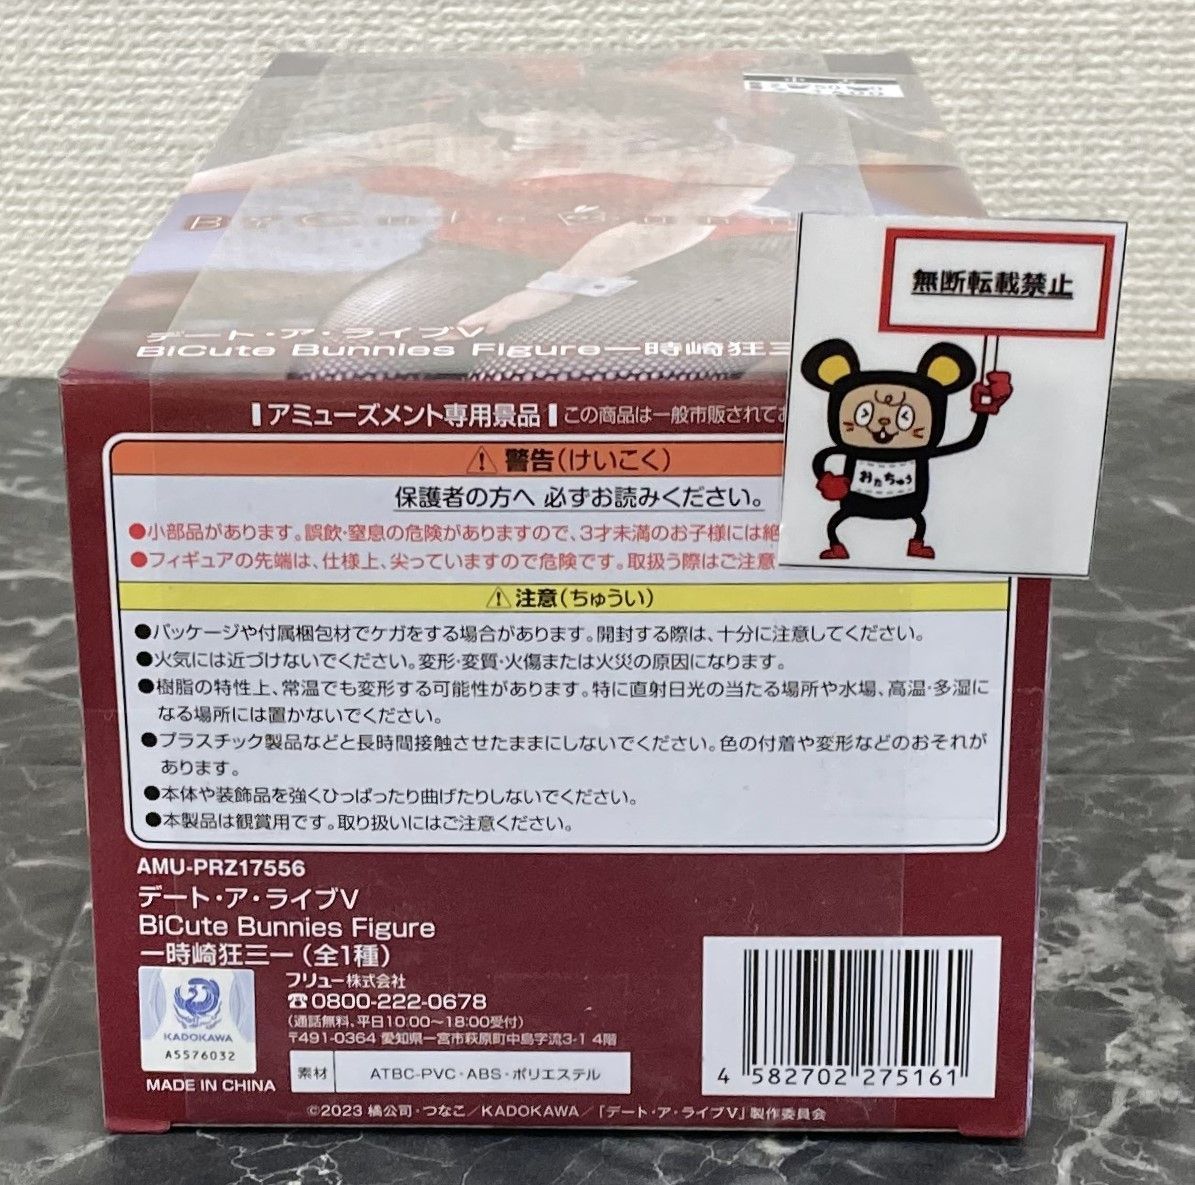 BiCute Bunnies
デート・ア・ライブV
BiCute Bunnies Figureー時崎狂三
無断転載禁止
おたちゅう
アミューズメント専用景品 この商品は一般市販されてお
⚠警告(けいこく)
保護者の方へ 必ずお読みください。
●小部品があります。誤飲・窒息の危険がありますので、3才未満のお子様には絶
●フィギュアの先端は、仕様上、尖っていますので危険です。取扱う際はご注意
⚠注意(ちゅうい)
●パッケージや付属梱包材でケガをする場合があります。開封する際は、十分に注意してください。
●火気には近づけないでください。変形・変質・火傷または火災の原因になります。
●樹脂の特性上、常温でも変形する可能性があります。特に直射日光の当たる場所や水場、高温・多湿に
なる場所には置かないでください。
●プラスチック製品などと長時間接触させたままにしないでください。色の付着や変形などのおそれが
あります。
●本体や装飾品を強くひっぱったり曲げたりしないでください。
●本製品は観賞用です。取り扱いにはご注意ください。
AMU-PRZ17556
デート・ア・ライブV
BiCute Bunnies Figure
ー時崎狂三ー(全1種)
フリュー株式会社
☎0800-222-0678
(通話無料、平日10:00〜18:00受付)
〒491-0364 愛知県一宮市萩原町中島字流3-1 4階
KADOKAWA
A5576032
MADE IN CHINA
素材 ATBC-PVC・ABS・ポリエステル
4 582702 275161
©2023 橘公司・つなこ/KADOKAWA/「デート・ア・ライブV」製作委員会